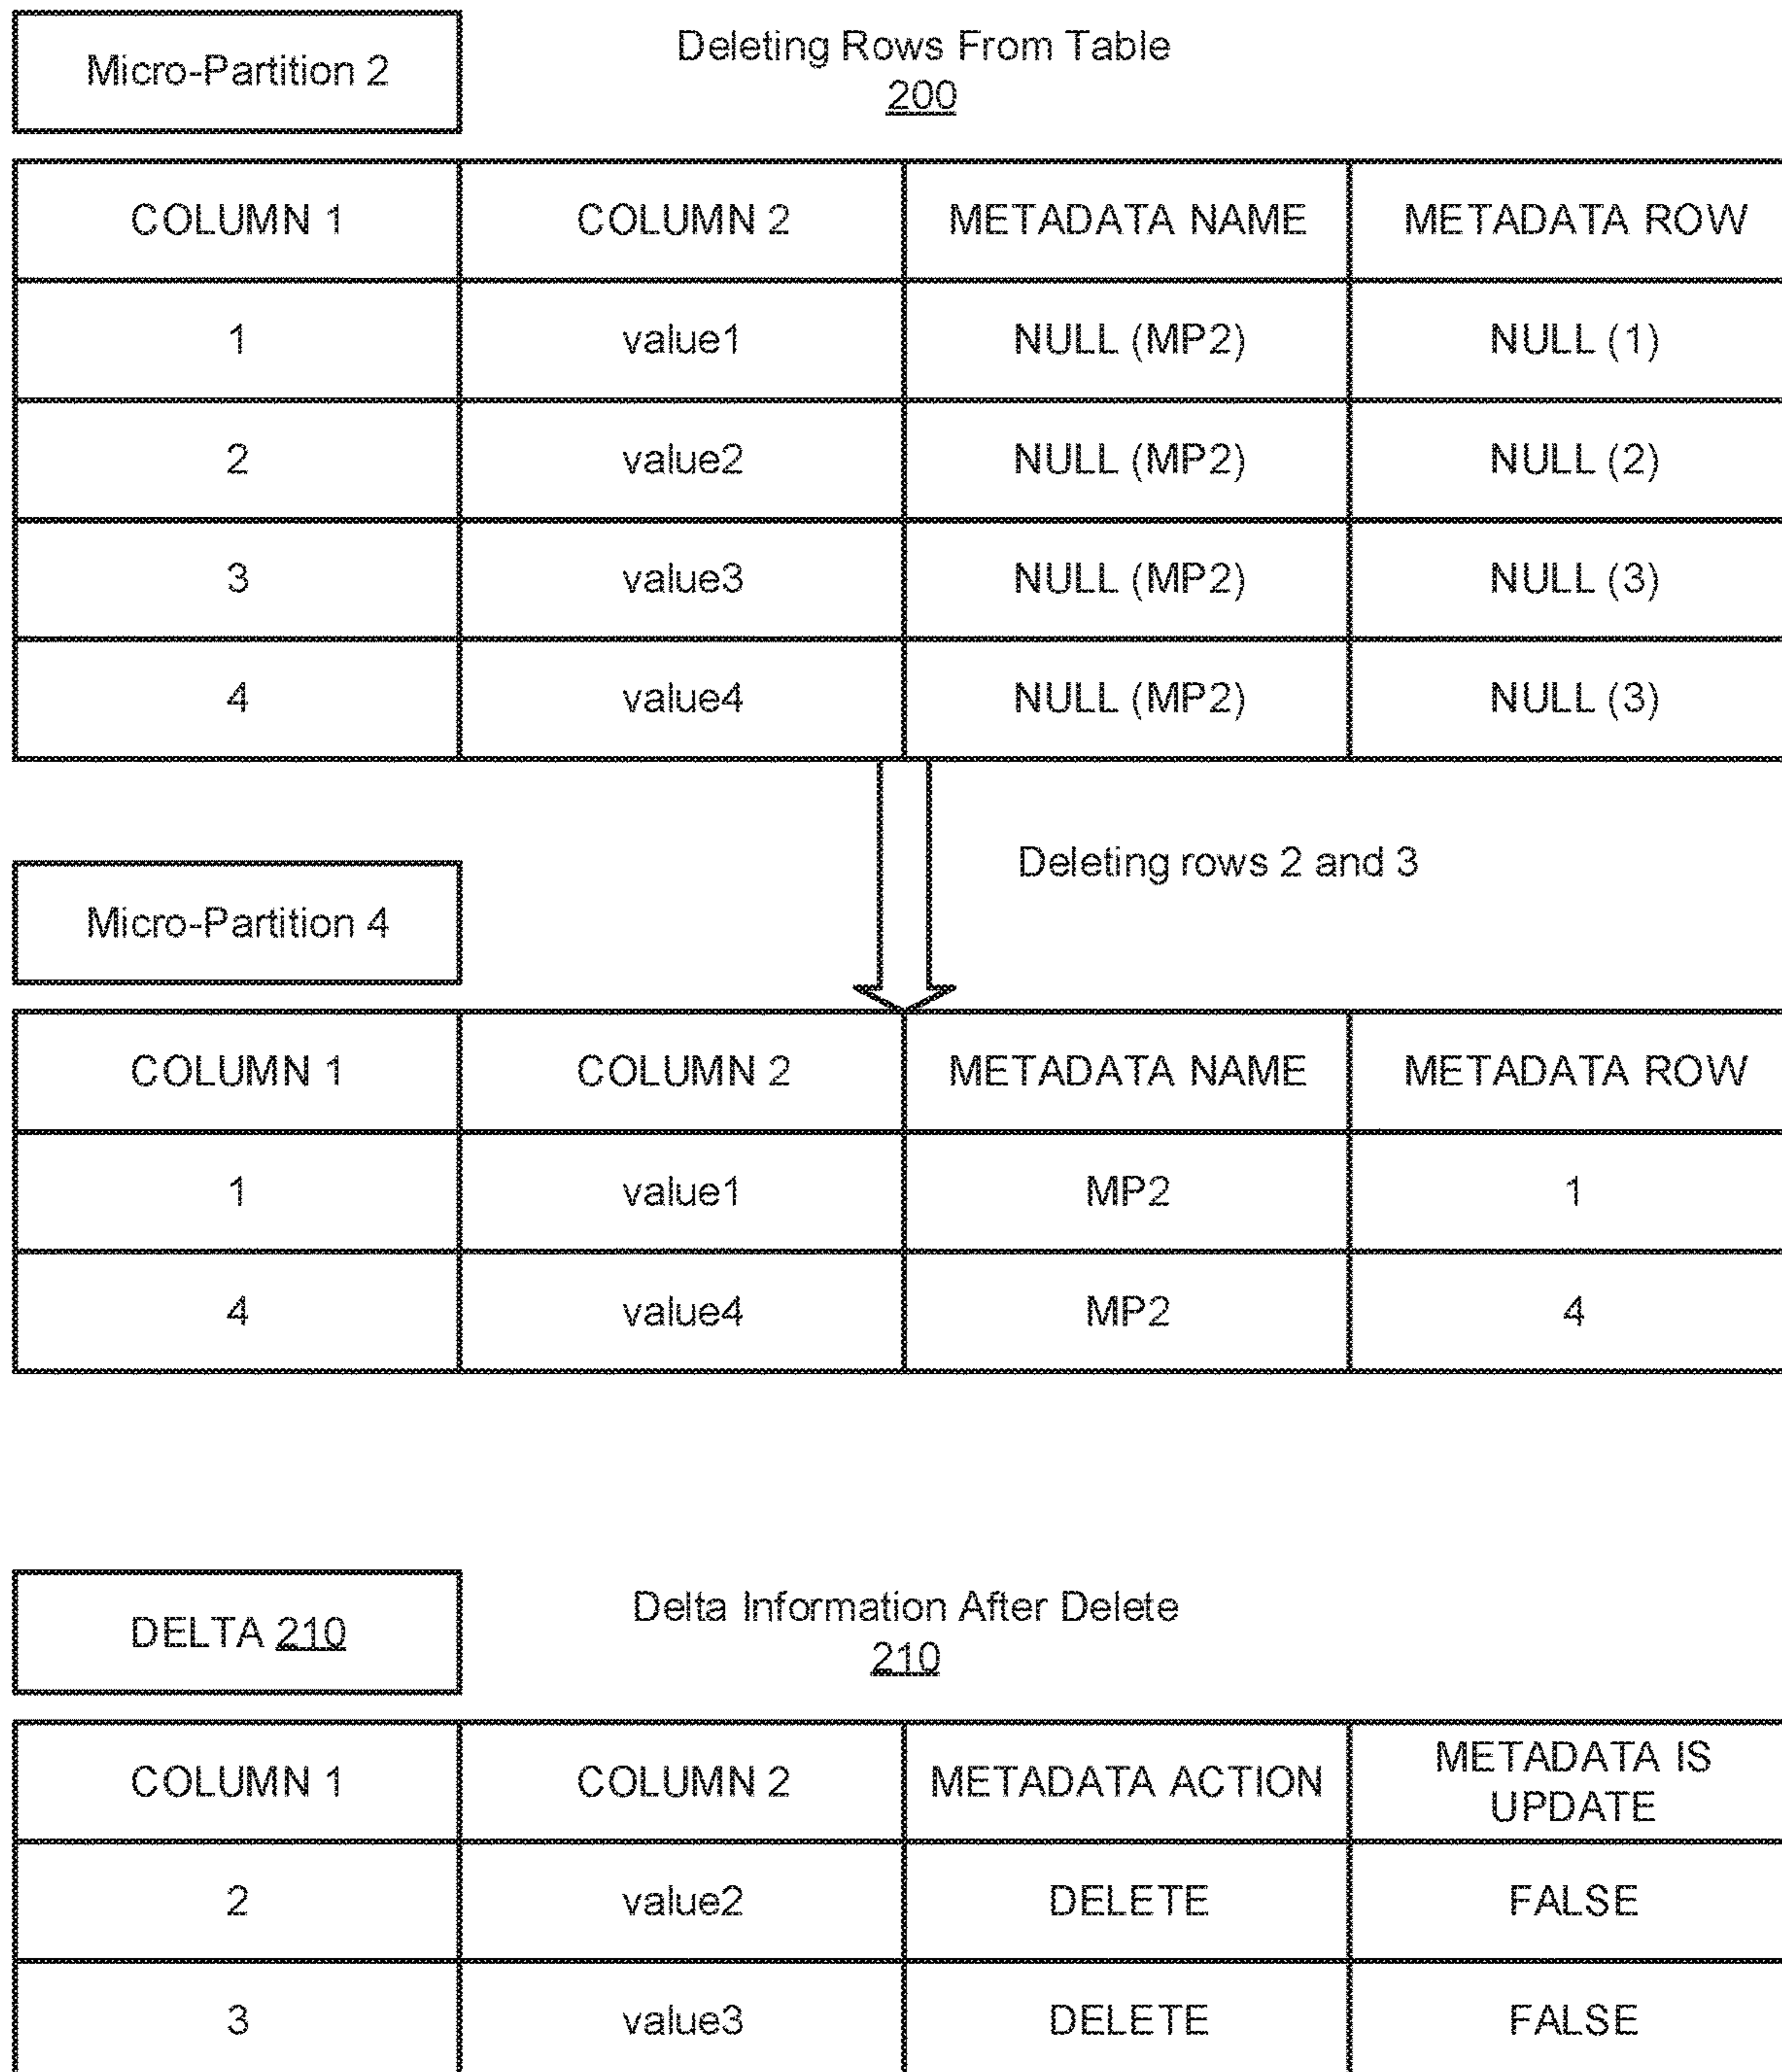 Micro-Partition 2
Deleting Rows From Table
200
COLUMN 1 COLUMN 2 METADATA NAME METADATA ROW
1 value1 NULL (MP2) NULL (1)
2 value2 NULL (MP2) NULL (2)
3 value3 NULL (MP2) NULL (3)
4 value4 NULL (MP2) NULL (3)
Deleting rows 2 and 3
Micro-Partition 4
COLUMN 1 COLUMN 2 METADATA NAME METADATA ROW
1 value1 MP2 1
4 value4 MP2 4
DELTA 210
Delta Information After Delete
210
COLUMN 1 COLUMN 2 METADATA ACTION METADATA IS
UPDATE
2 value2 DELETE FALSE
3 value3 DELETE FALSE